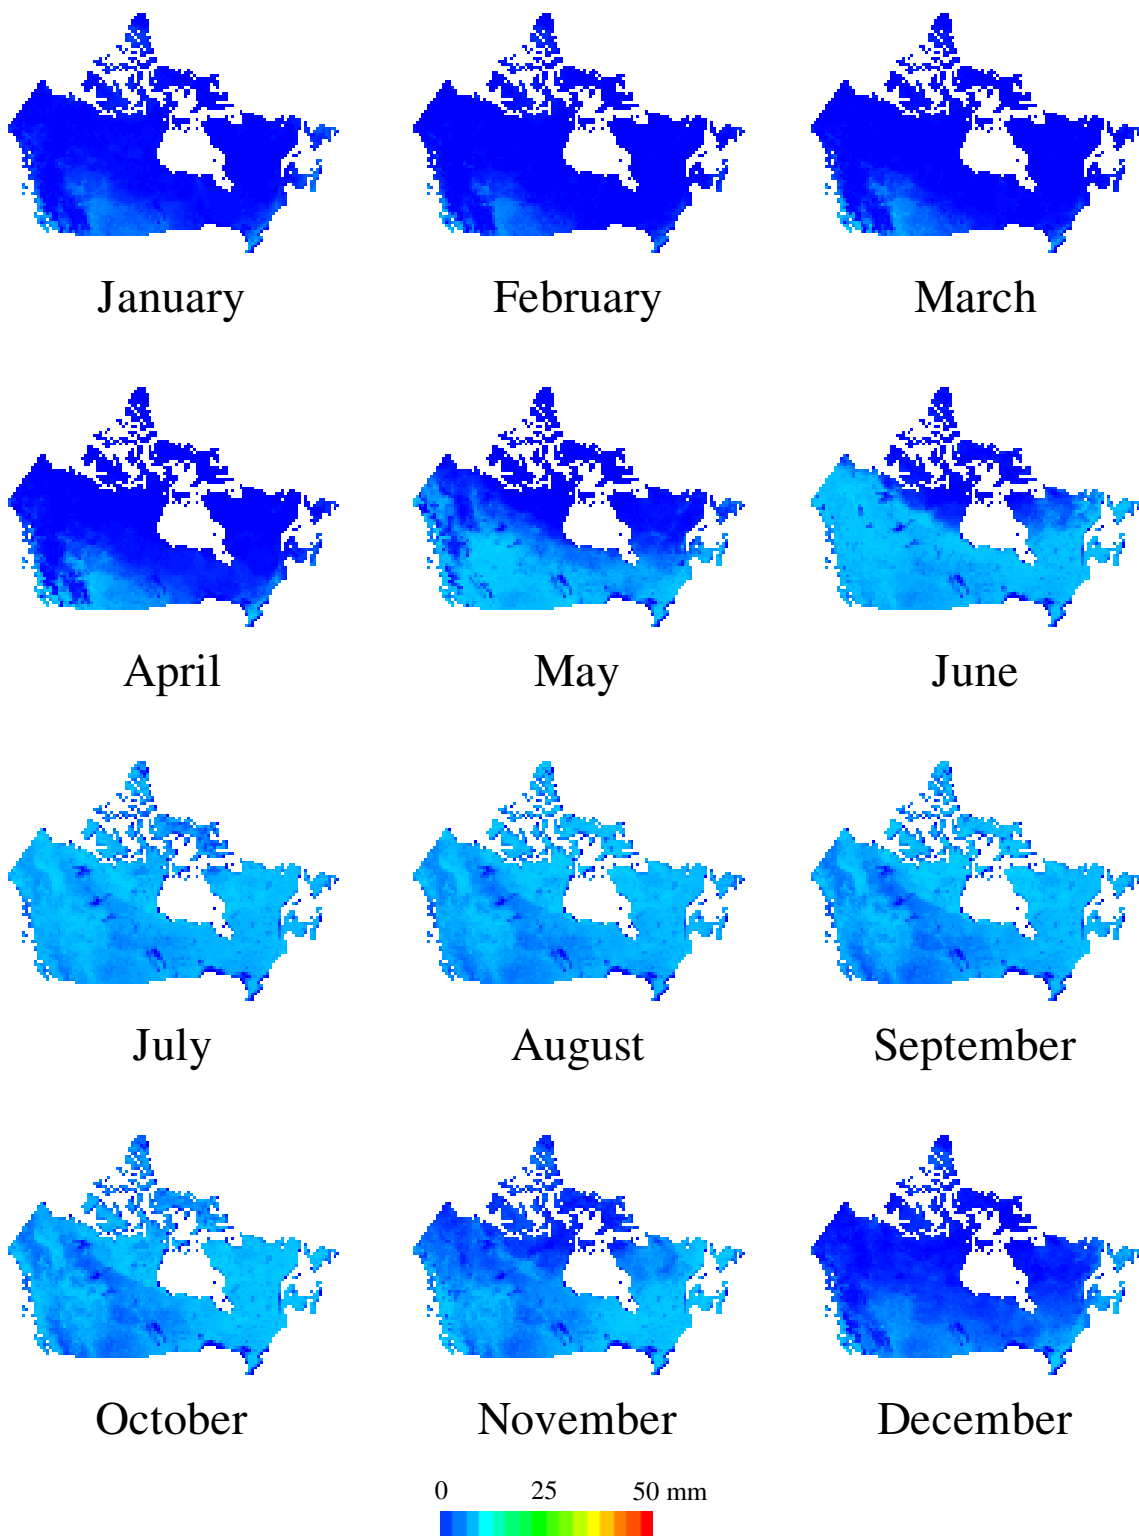 January February March
April May June
July August September
October November December
0 25 50 mm